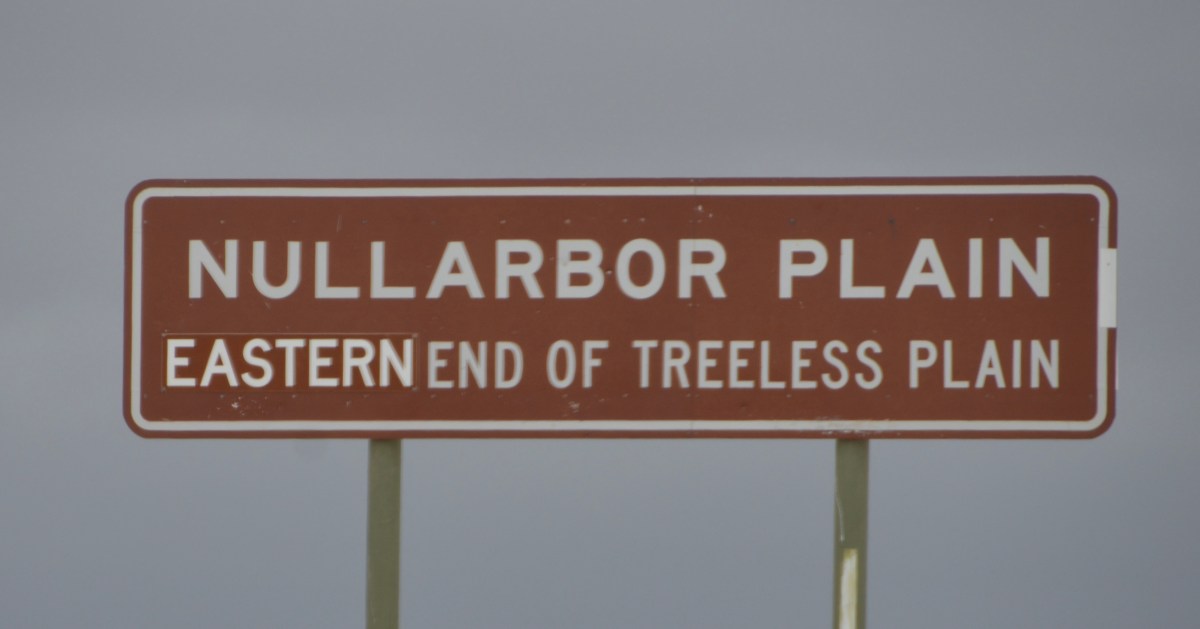 NULLARBOR PLAIN
EASTERN END OF TREELESS PLAIN